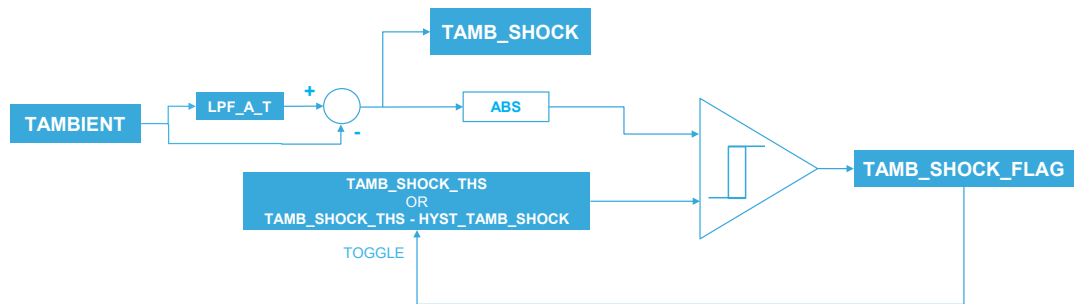 TAMB_SHOCK
LPF_A_T
+
ABS
TAMBIENT
-
TAMB_SHOCK_THS
OR
TAMB_SHOCK_THS - HYST_TAMB_SHOCK
TAMB_SHOCK_FLAG
TOGGLE